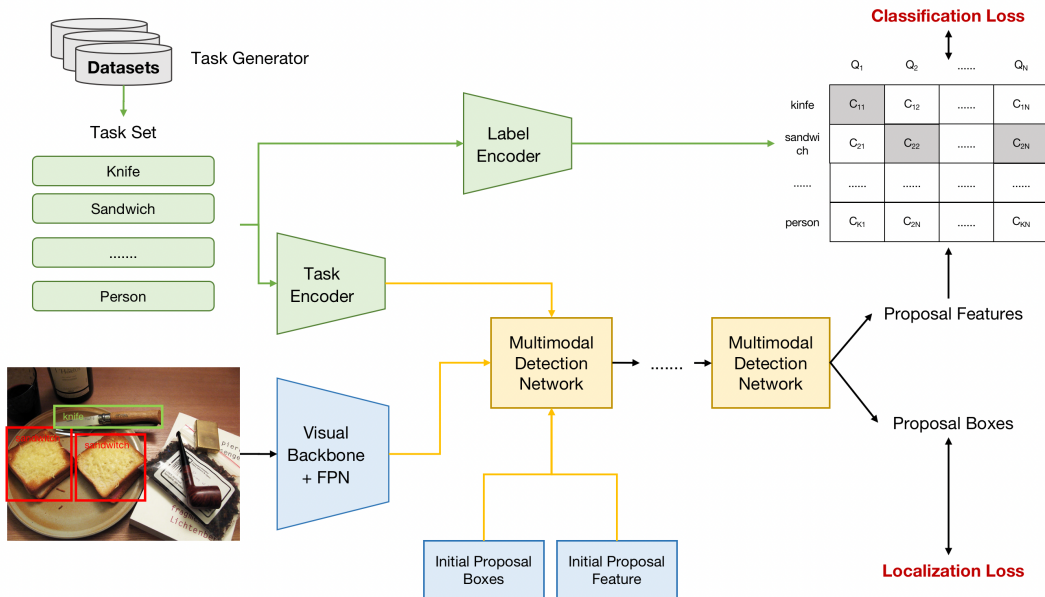 Datasets
Task Generator
Task Set
Knife
Sandwich
.......
Person
Label
Encoder
Task
Encoder
Classification Loss
Q1 Q2 ...... QN
kinfe C11 C12 ...... C1N
sandwi
ch C21 C22 ...... C2N
...... ...... ...... ...... ......
person CK1 C2N ...... CKN
knife
sandwitch
lichtenbe
Visual
Backbone
+ FPN
Multimodal
Detection
Network
.......
Multimodal
Detection
Network
Proposal Features
Proposal Boxes
Initial Proposal
Boxes
Initial Proposal
Feature
Localization Loss